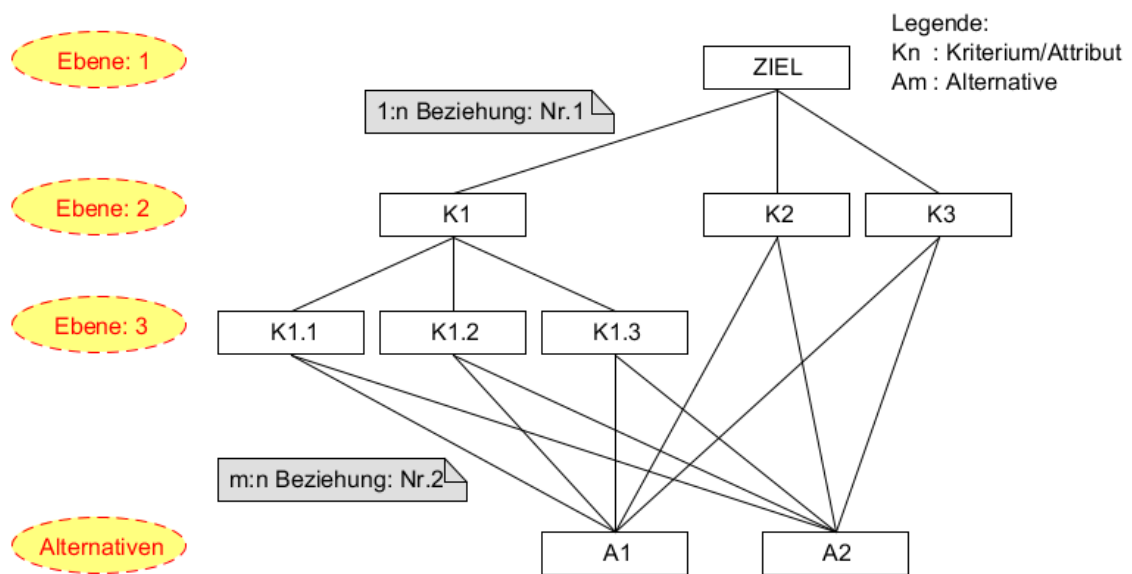 Legende:
Kn : Kriterium/Attribut
Am : Alternative
Ebene: 1
ZIEL
1:n Beziehung: Nr.1
Ebene: 2
K1
K2
K3
Ebene: 3
K1.1
K1.2
K1.3
m:n Beziehung: Nr.2
Alternativen
A1
A2